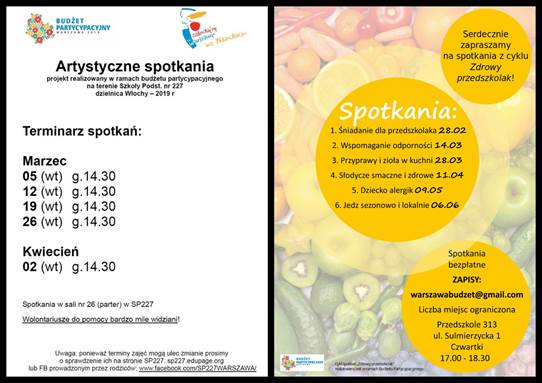 BUDŻET
PARTYCYPACYJNY
WARSZAWA 2019
Artystyczne spotkania
projekt realizowany w ramach budżetu partycypacyjnego
na terenie Szkoły Podst. nr 227
dzielnica Włochy – 2019 r
Terminarz spotkań:
Marzec
05 (wt) g.14.30
12 (wt) g.14.30
19 (wt) g.14.30
26 (wt) g.14.30
Kwiecień
02 (wt) g.14.30
Spotkania w sali nr 26 (parter) w SP227
Wolontariusze do pomocy bardzo mile widziani!
Uwaga: ponieważ terminy zajęć mogą ulec zmianie prosimy
o sprawdzenie ich na stronie SP227: sp227.edupage.org
lub FB prowadzonym przez rodziców: www.facebook.com/SP227WARSZAWA/
Serdecznie
zapraszamy
na spotkania z cyklu
Zdrowy
przedszkolak!
Spotkania:
1. Śniadanie dla przedszkolaka 28.02
2. Wspomaganie odporności 14.03
3. Przyprawy i zioła w kuchni 28.03
4. Słodycze smaczne i zdrowe 11.04
5. Dziecko alergik 09.05
6. Jedz sezonowo i lokalnie 06.06
Spotkania
bezpłatne
ZAPISY:
warszawabudzet@gmail.com
Liczba miejsc ograniczona
Przedszkole 313
ul. Sulmierzycka 1
Czwartki
17.00 - 18.30
BUDŻET
PARTYCYPACYJNY